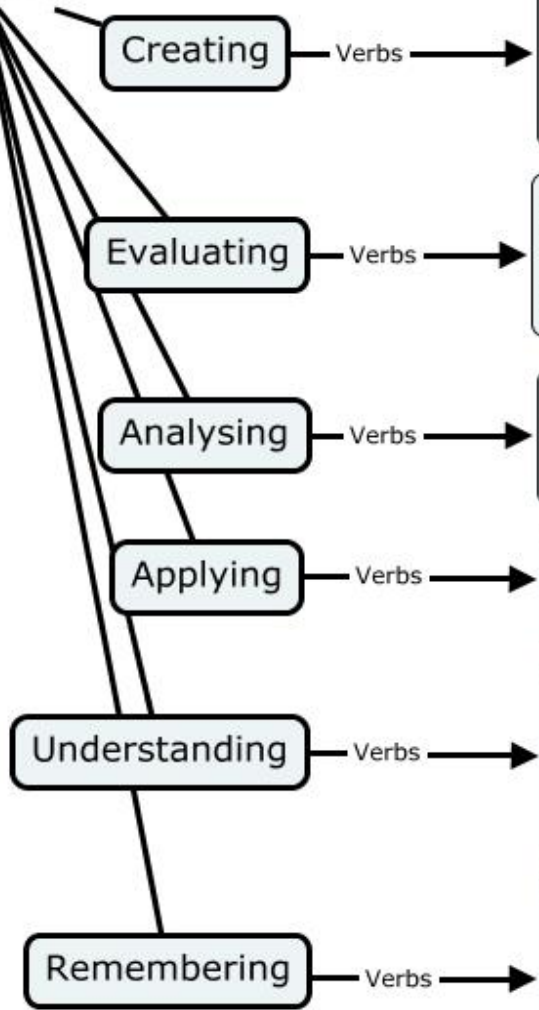 Creating Verbs
Evaluating Verbs
Analysing Verbs
Applying Verbs
Understanding Verbs
Remembering Verbs